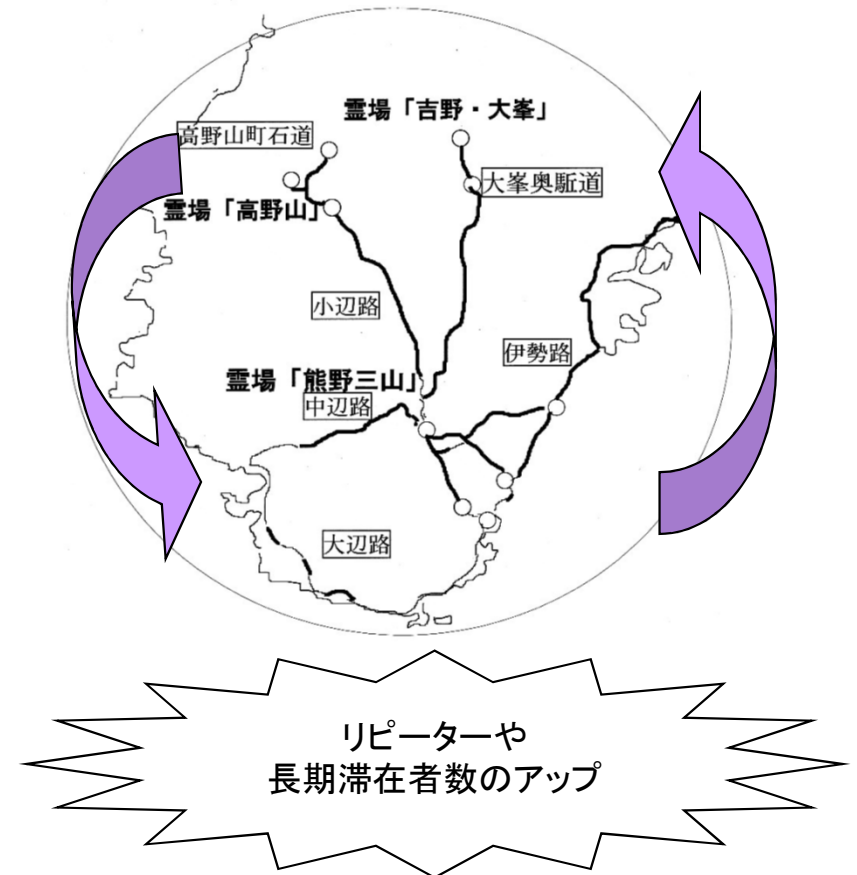 霊場「吉野・大峯」
高野山町石道
大峯奥駈道
霊場「高野山」
小辺路
伊勢路
霊場「熊野三山」
中辺路
大辺路
リピーターや
長期滞在者数のアップ